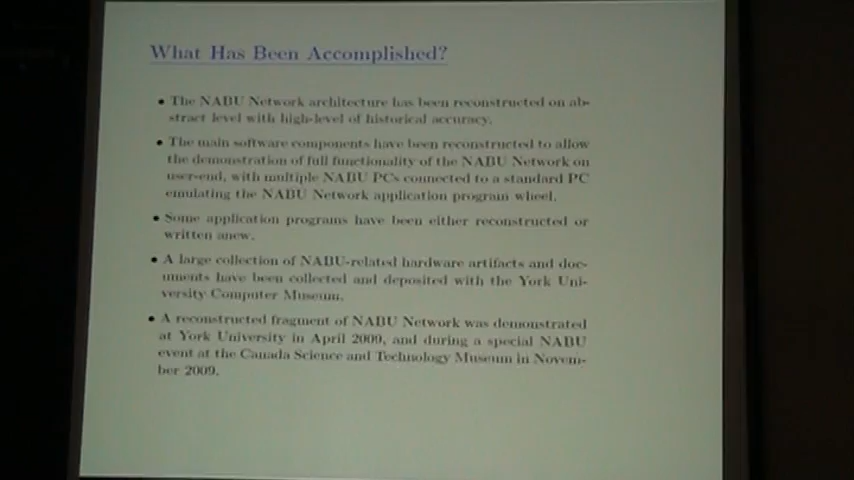 What Has Been Accomplished?
• The NABU Network architecture has been reconstructed on ab-
stract level with high-level of historical accuracy.
• The main software components have been reconstructed to allow
the demonstration of full functionality of the NABU Network on
user-end, with multiple NABU PCs connected to a standard PC
emulating the NABU Network application program wheel.
• Some application programs have been either reconstructed or
written anew.
• A large collection of NABU-related hardware artifacts and doc-
uments have been collected and deposited with the York Uni-
versity Computer Museum.
• A reconstructed fragment of NABU Network was demonstrated
at York University in April 2009, and during a special NABU
event at the Canada Science and Technology Museum in Novem-
ber 2009.